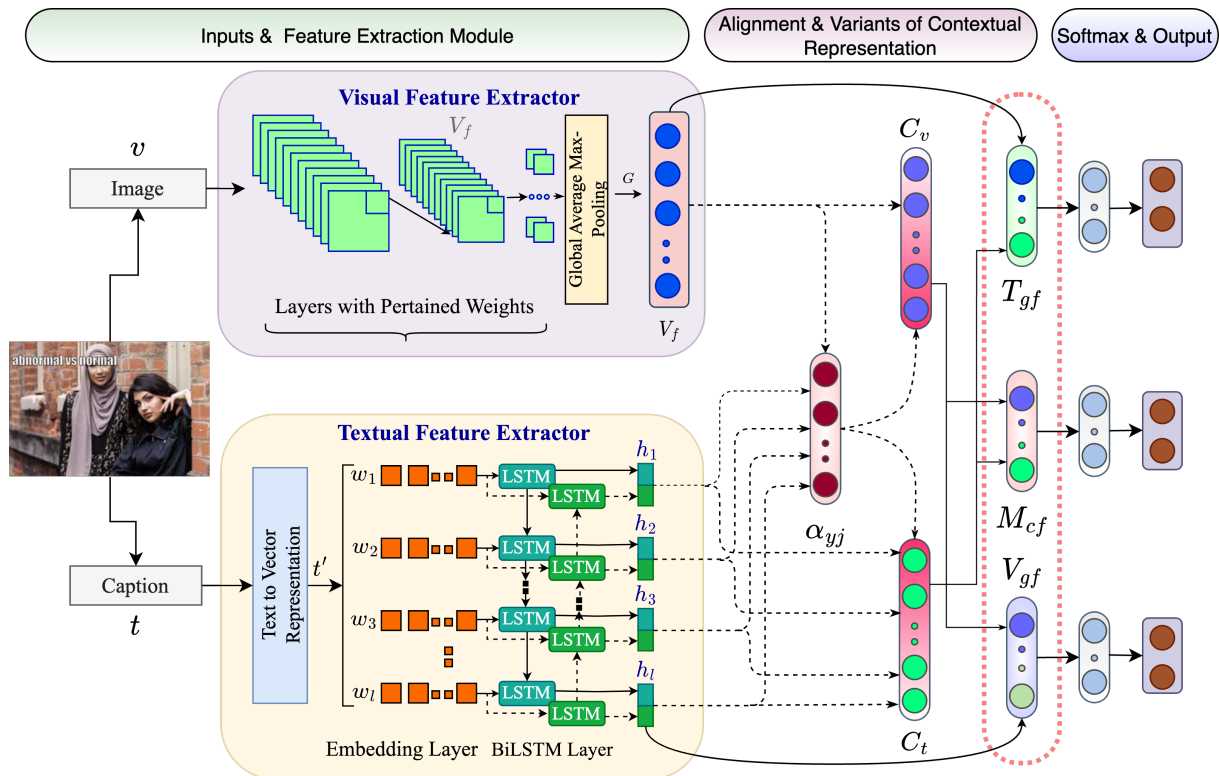 Inputs & Feature Extraction Module
Alignment & Variants of Contextual
Representation
Softmax & Output
Visual Feature Extractor
V_f
v
Image
Global Average Max-
Pooling
G
Layers with Pertained Weights
V_f
C_v
T_gf
abnormal vs normal
Textual Feature Extractor
Caption
t
Text to Vector
Representation
t′
w_1
LSTM
LSTM
h_1
w_2
LSTM
LSTM
h_2
w_3
LSTM
LSTM
h_3
w_l
LSTM
LSTM
h_l
Embedding Layer
BiLSTM Layer
α_yj
M_cf
V_gf
C_t